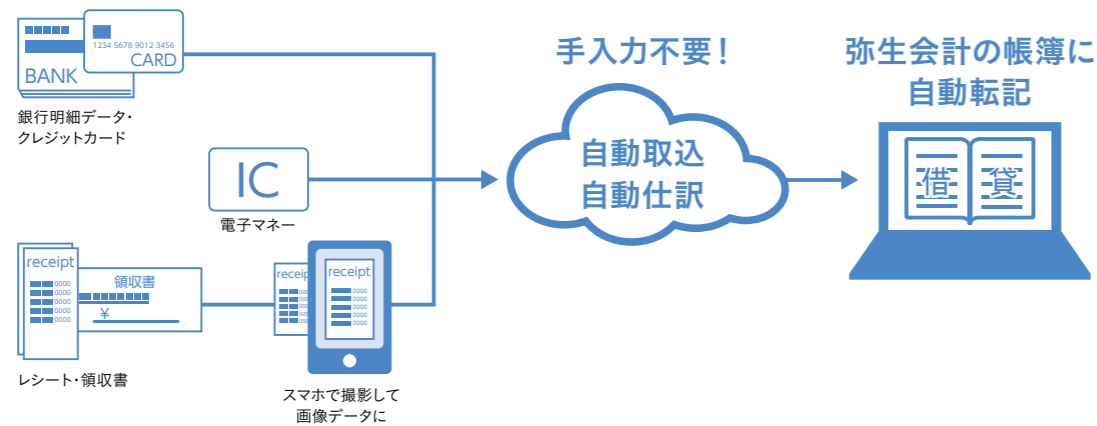 BANK
1234 5678 9012 3456
CARD
銀行明細データ・
クレジットカード
IC
電子マネー
receipt
0000
0000
0000
0000
0000
領収書
¥
レシート・領収書
receipt
0000
0000
0000
0000
0000
スマホで撮影して
画像データに
手入力不要!
自動取込
自動仕訳
弥生会計の帳簿に
自動転記
借 貸